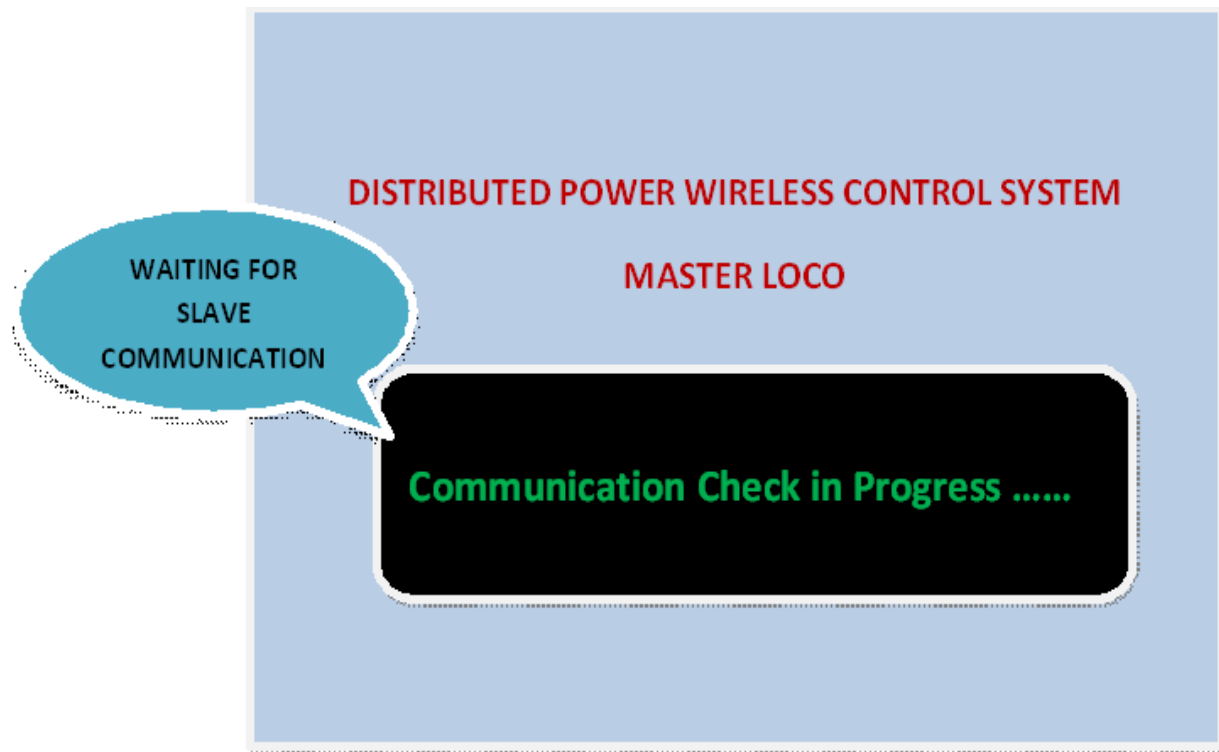 DISTRIBUTED POWER WIRELESS CONTROL SYSTEM
MASTER LOCO
WAITING FOR
SLAVE
COMMUNICATION
Communication Check in Progress ......